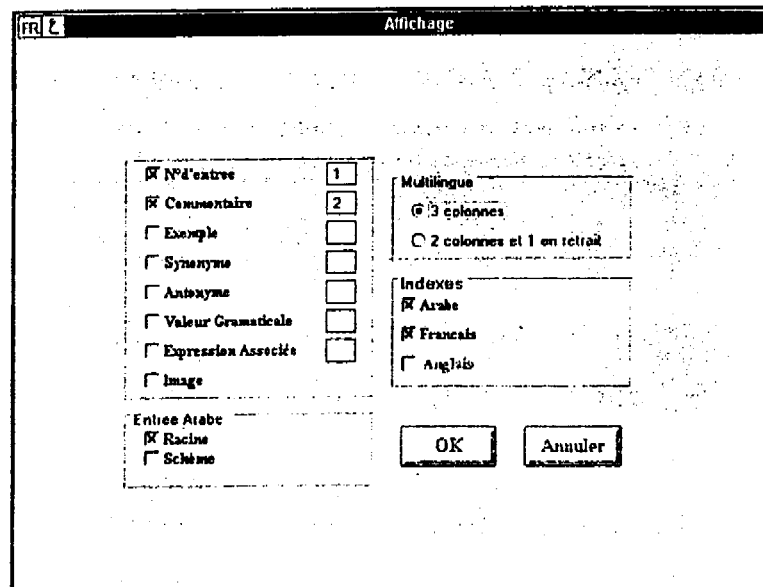 Affichage
FR ع
N°d'entree 1
Commentaire 2
Exemple
Synonyme
Antonyme
Valeur Gramaticale
Expression Associée
Image
Multilingue
3 colonnes
2 colonnes et 1 en retrait
Indexes
Arabe
Francais
Anglais
Entree Arabe
Racine
Schème
OK
Annuler